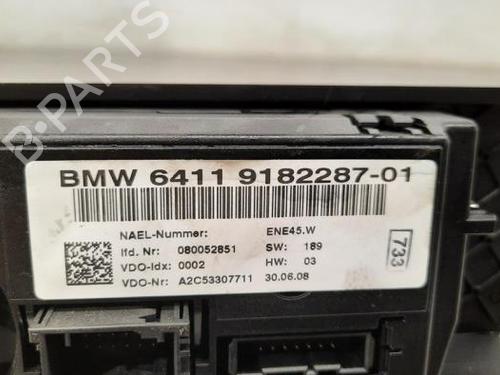 B-PARTS
BMW 6411 9182287-01
NAEL-Nummer: ENE45.W
lfd. Nr: 080052851 SW: 189
VDO-Idx: 0002 HW: 03
VDO-Nr: A2C53307711 30.06.08
733